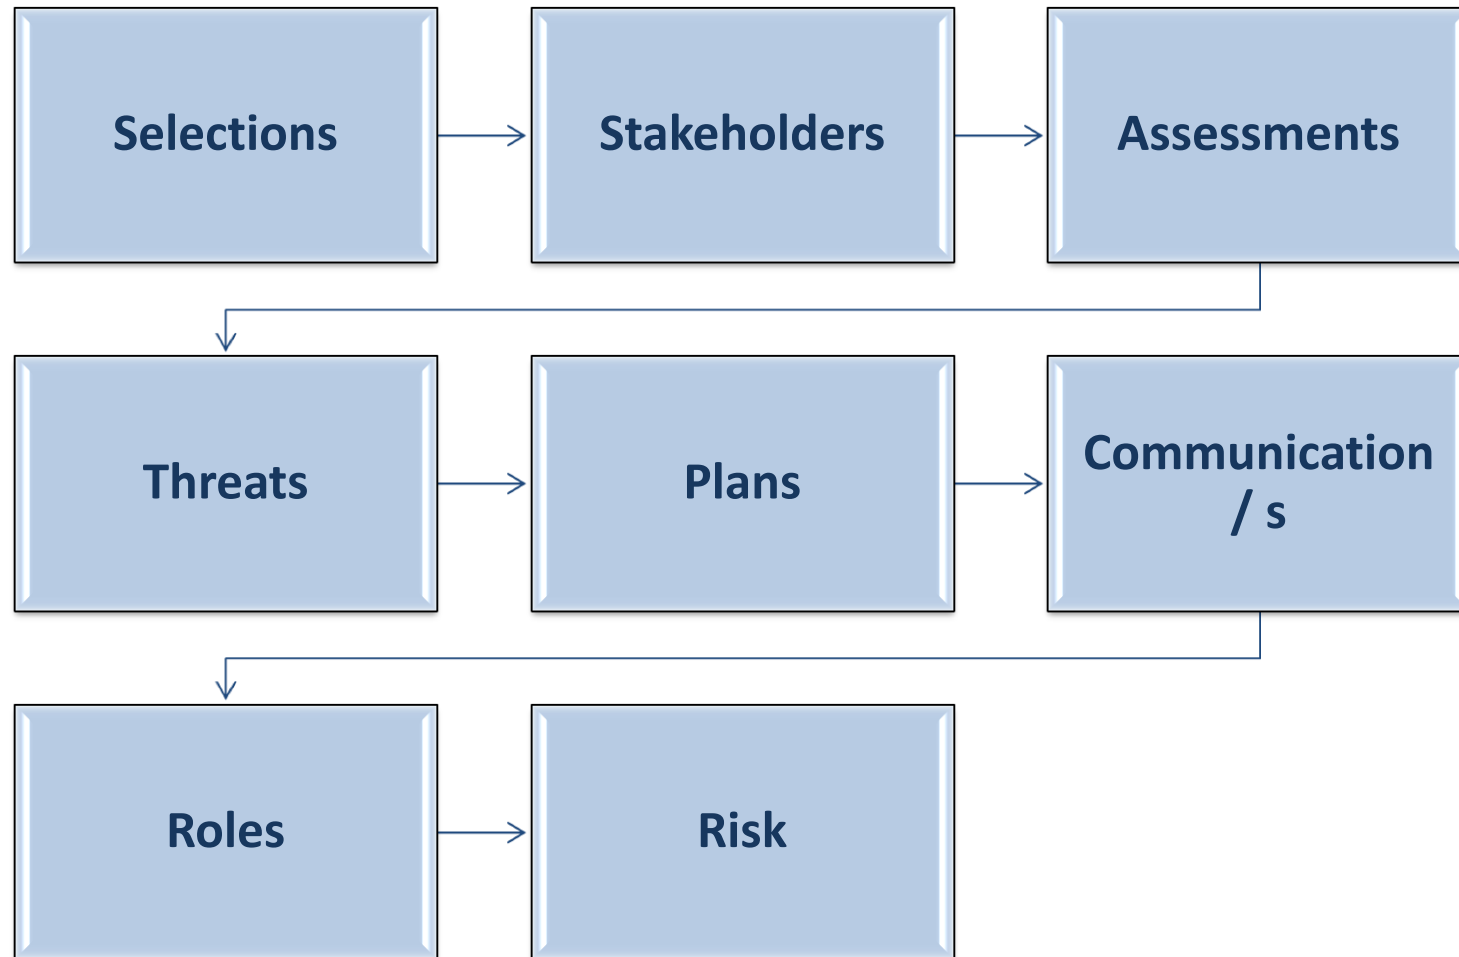 Selections
Stakeholders
Assessments
Threats
Plans
Communication
/ s
Roles
Risk